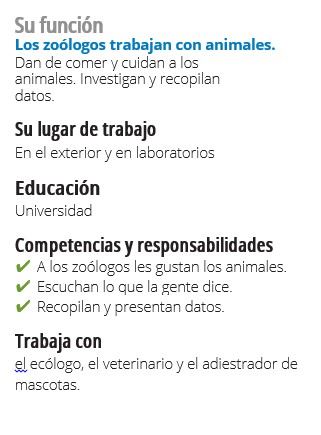 Su función
Los zoólogos trabajan con animales.
Dan de comer y cuidan a los
animales. Investigan y recopilan
datos.
Su lugar de trabajo
En el exterior y en laboratorios
Educación
Universidad
Competencias y responsabilidades
✔ A los zoólogos les gustan los animales.
✔ Escuchan lo que la gente dice.
✔ Recopilan y presentan datos.
Trabaja con
el ecólogo, el veterinario y el adiestrador de
mascotas.